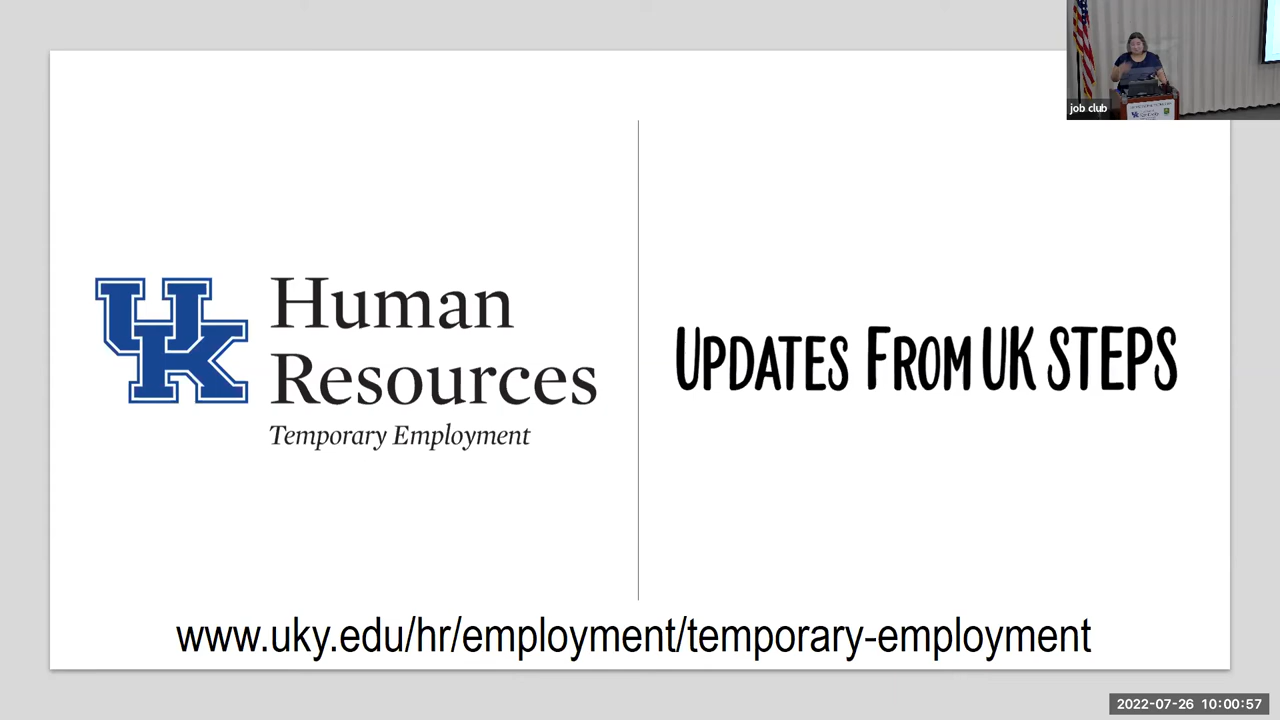 job club
UK
Human
Resources
Temporary Employment
UPDATES FROM UK STEPS
www.uky.edu/hr/employment/temporary-employment
2022-07-26 10:00:57